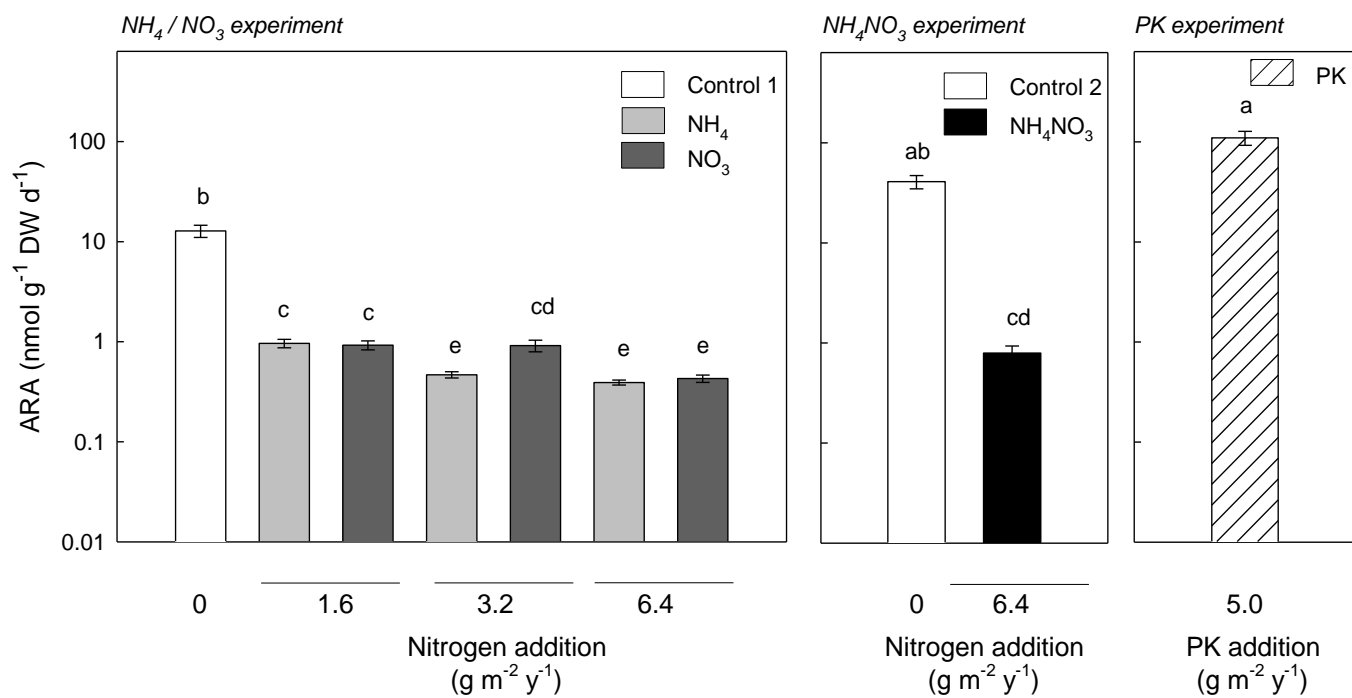 NH4 / NO3 experiment
NH4NO3 experiment
PK experiment
Control 1
NH4
NO3
Control 2
NH4NO3
PK
ARA (nmol g-1 DW d-1)
100
10
1
0.1
0.01
b
c
c
e
cd
e
e
ab
cd
a
0
1.6
3.2
6.4
Nitrogen addition
(g m-2 y-1)
0
6.4
Nitrogen addition
(g m-2 y-1)
5.0
PK addition
(g m-2 y-1)